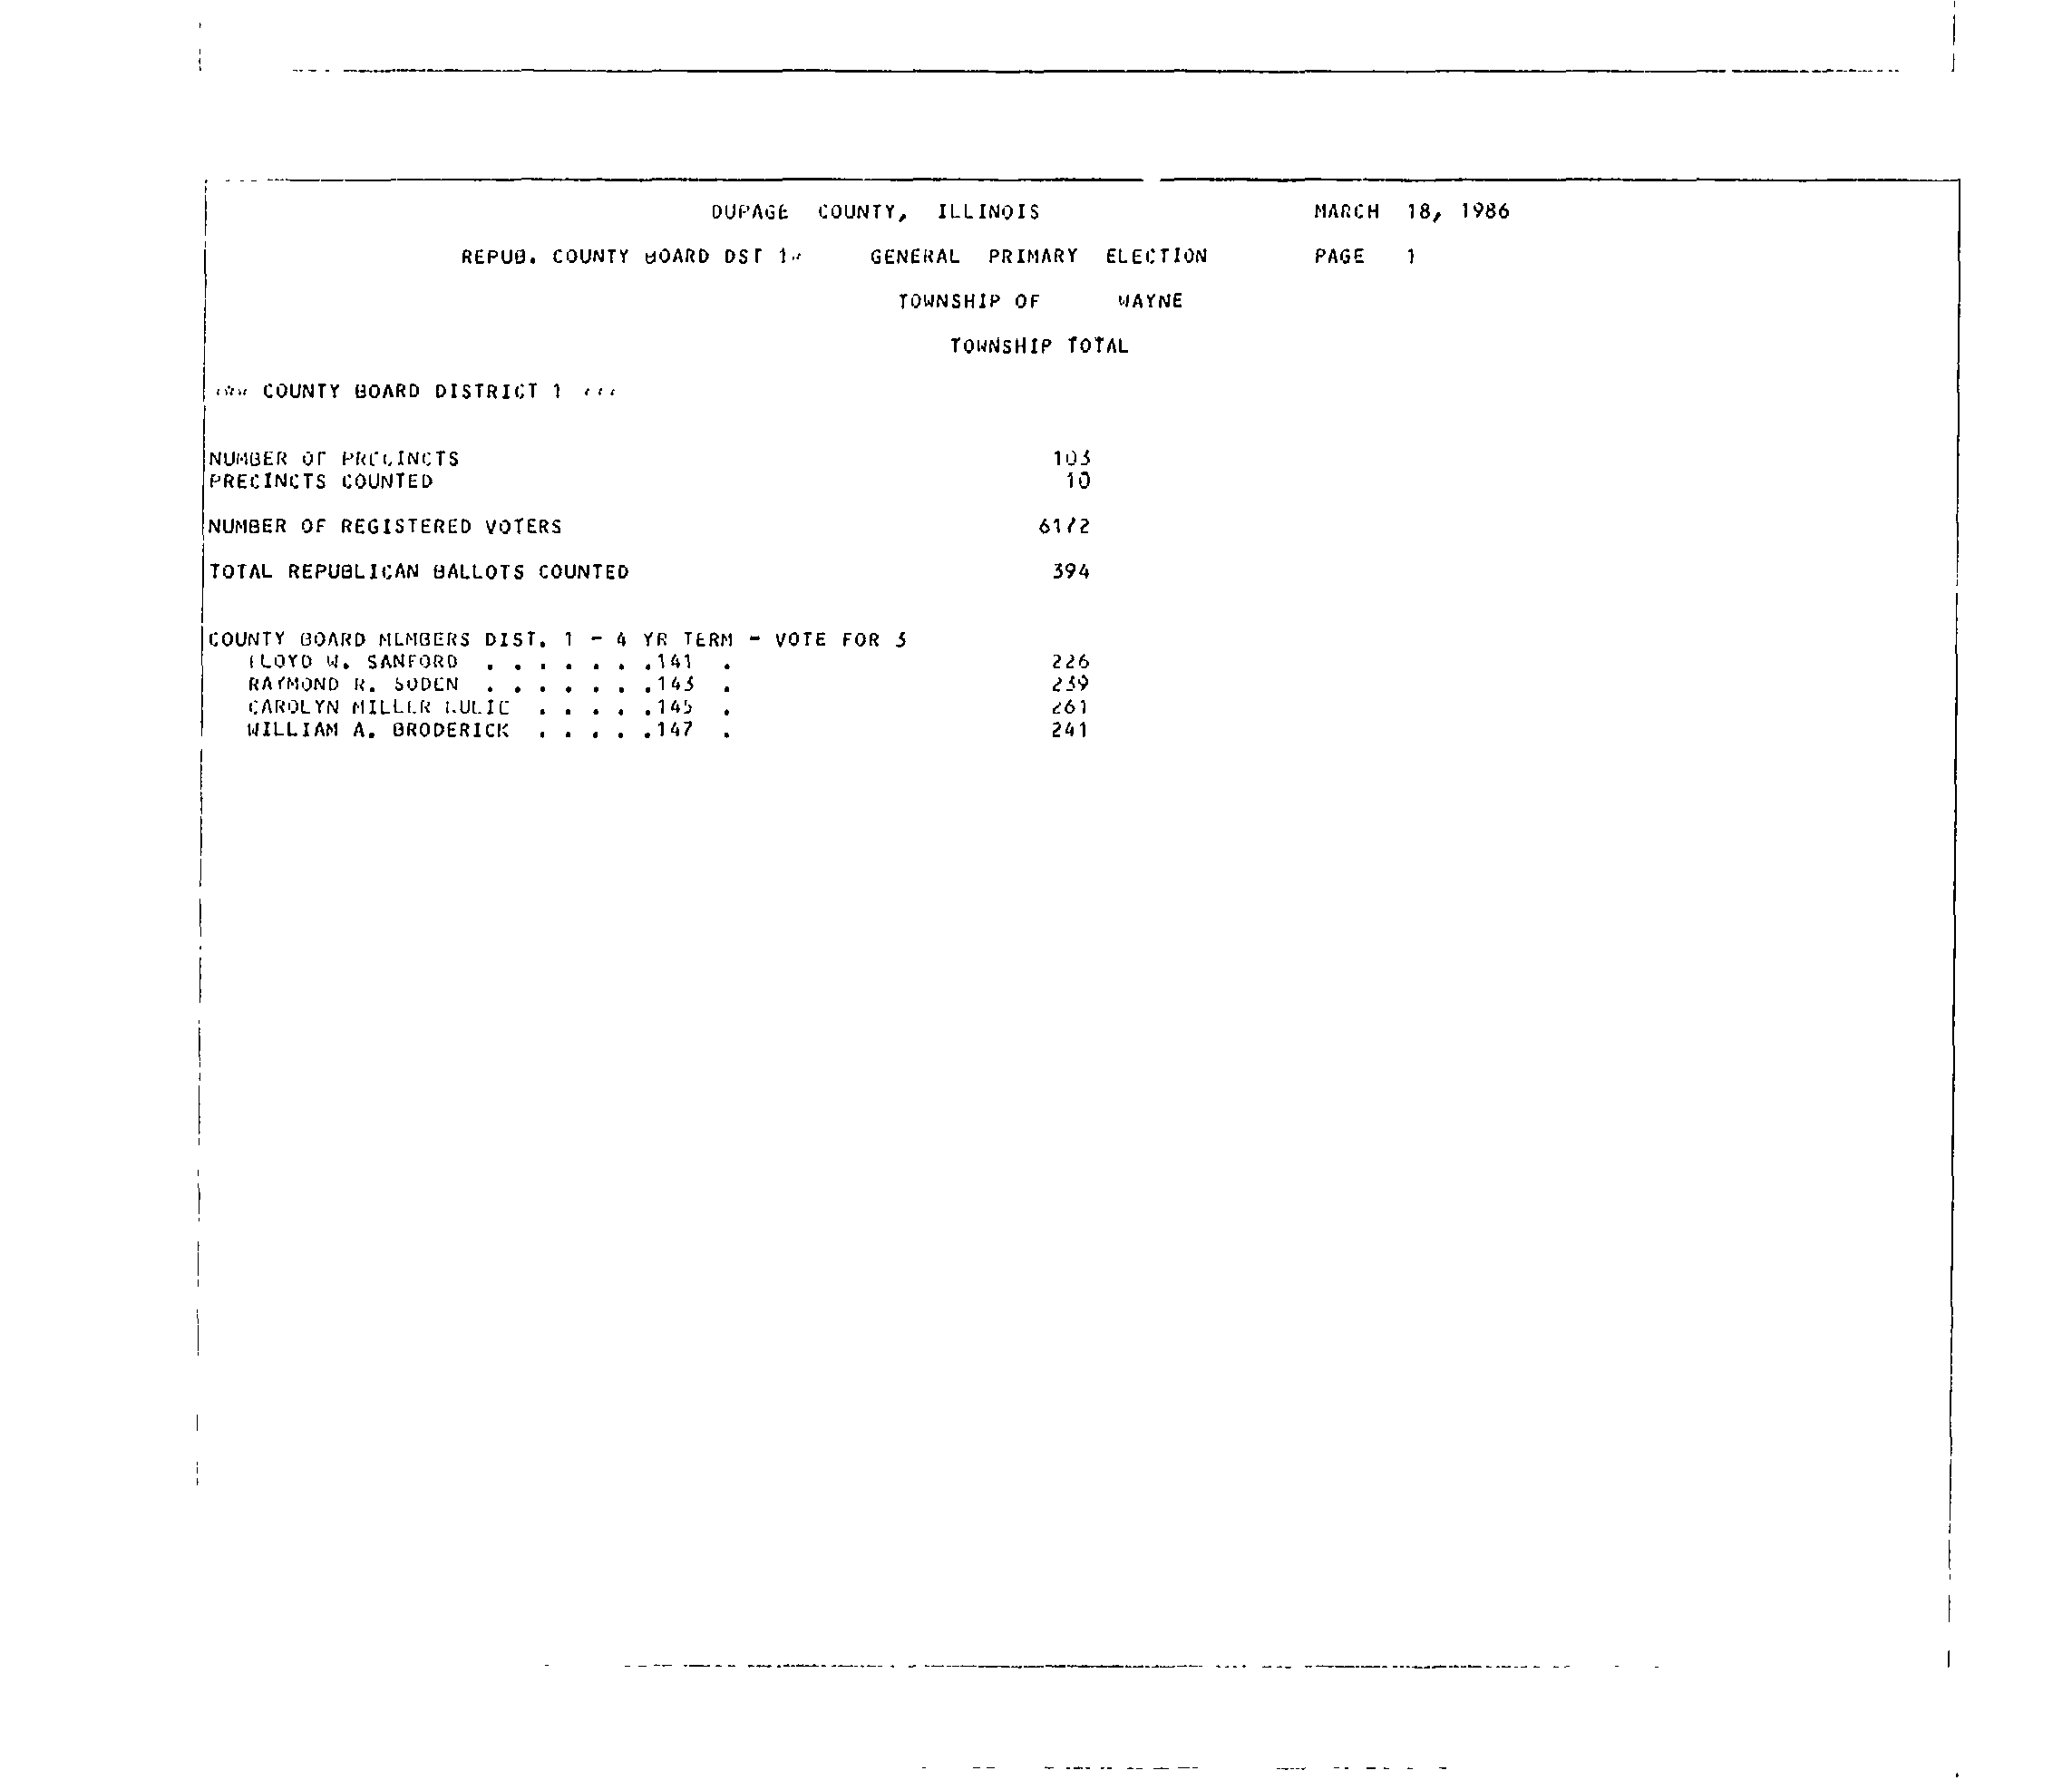 DUPAGE COUNTY, ILLINOIS MARCH 18, 1986
REPUB. COUNTY BOARD DST 1 GENERAL PRIMARY ELECTION PAGE 1
TOWNSHIP OF WAYNE
TOWNSHIP TOTAL
COUNTY BOARD DISTRICT 1
NUMBER OF PRECINCTS 103
PRECINCTS COUNTED 10
NUMBER OF REGISTERED VOTERS 6172
TOTAL REPUBLICAN BALLOTS COUNTED 394
COUNTY BOARD MEMBERS DIST. 1 - 4 YR TERM - VOTE FOR 3
FLOYD W. SANFORD . . . . . . .141 . 226
RAYMOND R. SODEN . . . . . . .143 . 239
CAROLYN MILLER . . . . .145 . 261
WILLIAM A. BRODERICK . . . . .147 . 241